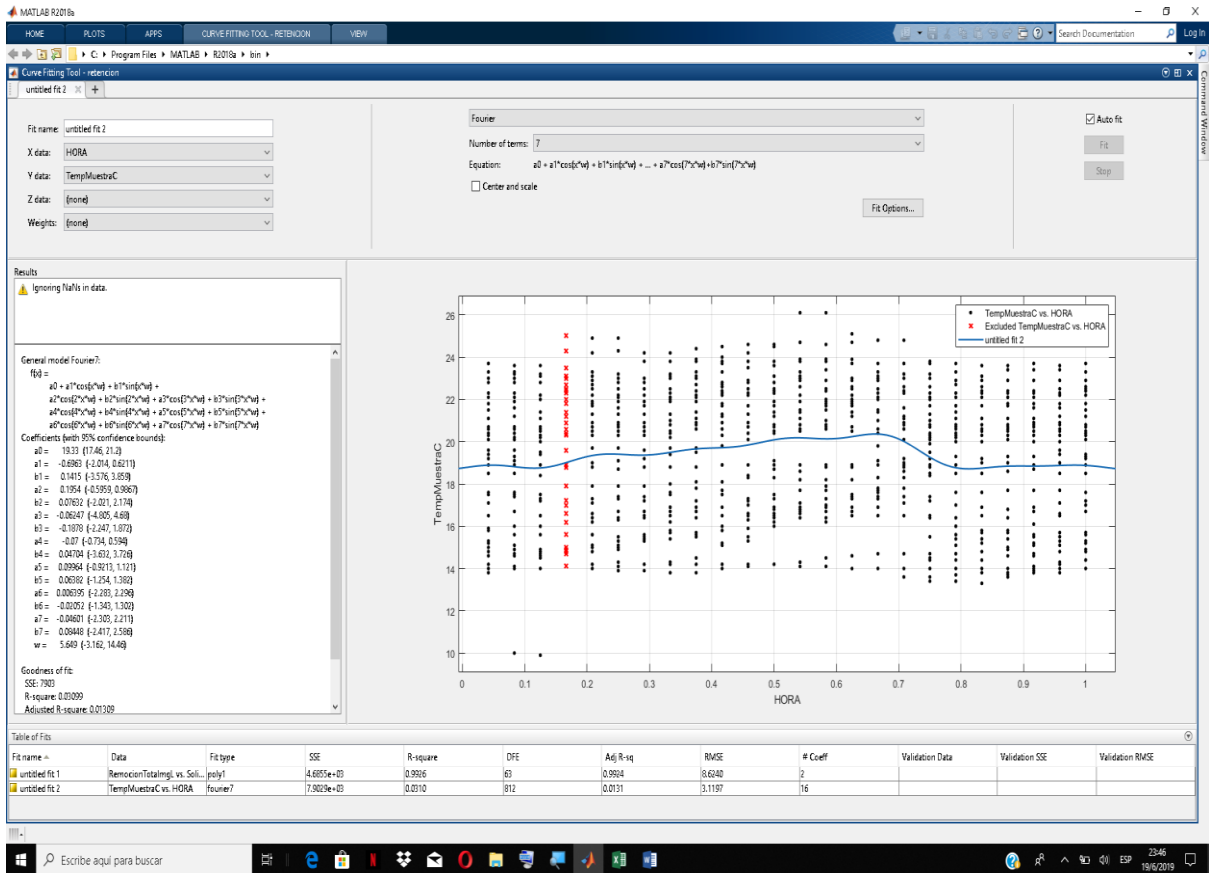 MATLAB R2018a
HOME PLOTS APPS CURVE FITTING TOOL - RETENCION VIEW Search Documentation Log In
C: Program Files MATLAB R2018a bin
Curve Fitting Tool - retencion
untitled fit 2
Command Window
Fit name: untitled fit 2
X data: HORA
Y data: TempMuestraC
Z data: (none)
Weights: (none)
Fourier
Number of terms: 7
Equation: a0 + a1*cos(x*w) + b1*sin(x*w) + ... + a7*cos(7*x*w)+b7*sin(7*x*w)
Center and scale
Fit Options...
Auto fit
Fit
Stop
Results
Ignoring NaNs in data.
General model Fourier7:
f(x) =
a0 + a1*cos(x*w) + b1*sin(x*w) +
a2*cos(2*x*w) + b2*sin(2*x*w) + a3*cos(3*x*w) + b3*sin(3*x*w) +
a4*cos(4*x*w) + b4*sin(4*x*w) + a5*cos(5*x*w) + b5*sin(5*x*w) +
a6*cos(6*x*w) + b6*sin(6*x*w) + a7*cos(7*x*w) + b7*sin(7*x*w)
Coefficients (with 95% confidence bounds):
a0 = 19.33 (17.46, 21.2)
a1 = -0.6963 (-2.014, 0.6211)
b1 = 0.1415 (-3.576, 3.859)
a2 = 0.1954 (-0.5959, 0.9867)
b2 = 0.07632 (-2.021, 2.174)
a3 = -0.06247 (-4.805, 4.68)
b3 = -0.1878 (-2.247, 1.872)
a4 = -0.07 (-0.734, 0.594)
b4 = 0.04704 (-3.632, 3.726)
a5 = 0.09964 (-0.9213, 1.121)
b5 = 0.06382 (-1.254, 1.382)
a6 = 0.006395 (-2.283, 2.296)
b6 = -0.02052 (-1.343, 1.302)
a7 = -0.04601 (-2.303, 2.211)
b7 = 0.08448 (-2.417, 2.586)
w = 5.649 (-3.162, 14.46)
Goodness of fit:
SSE: 7903
R-square: 0.03099
Adjusted R-square: 0.01309
TempMuestraC vs. HORA
Excluded TempMuestraC vs. HORA
untitled fit 2
26
24
22
20
18
16
14
12
10
TempMuestraC
0 0.1 0.2 0.3 0.4 0.5 0.6 0.7 0.8 0.9 1
HORA
Table of Fits
Fit name Data Fit type SSE R-square DFE Adj R-sq RMSE # Coeff Validation Data Validation SSE Validation RMSE
untitled fit 1 RemocionTotalmgL vs. Soli... poly1 4.6855e+03 0.9926 63 0.9924 8.6240 2
untitled fit 2 TempMuestraC vs. HORA fourier7 7.9029e+03 0.0310 812 0.0131 3.1197 16
Escribe aquí para buscar
ESP
23:46
19/6/2019